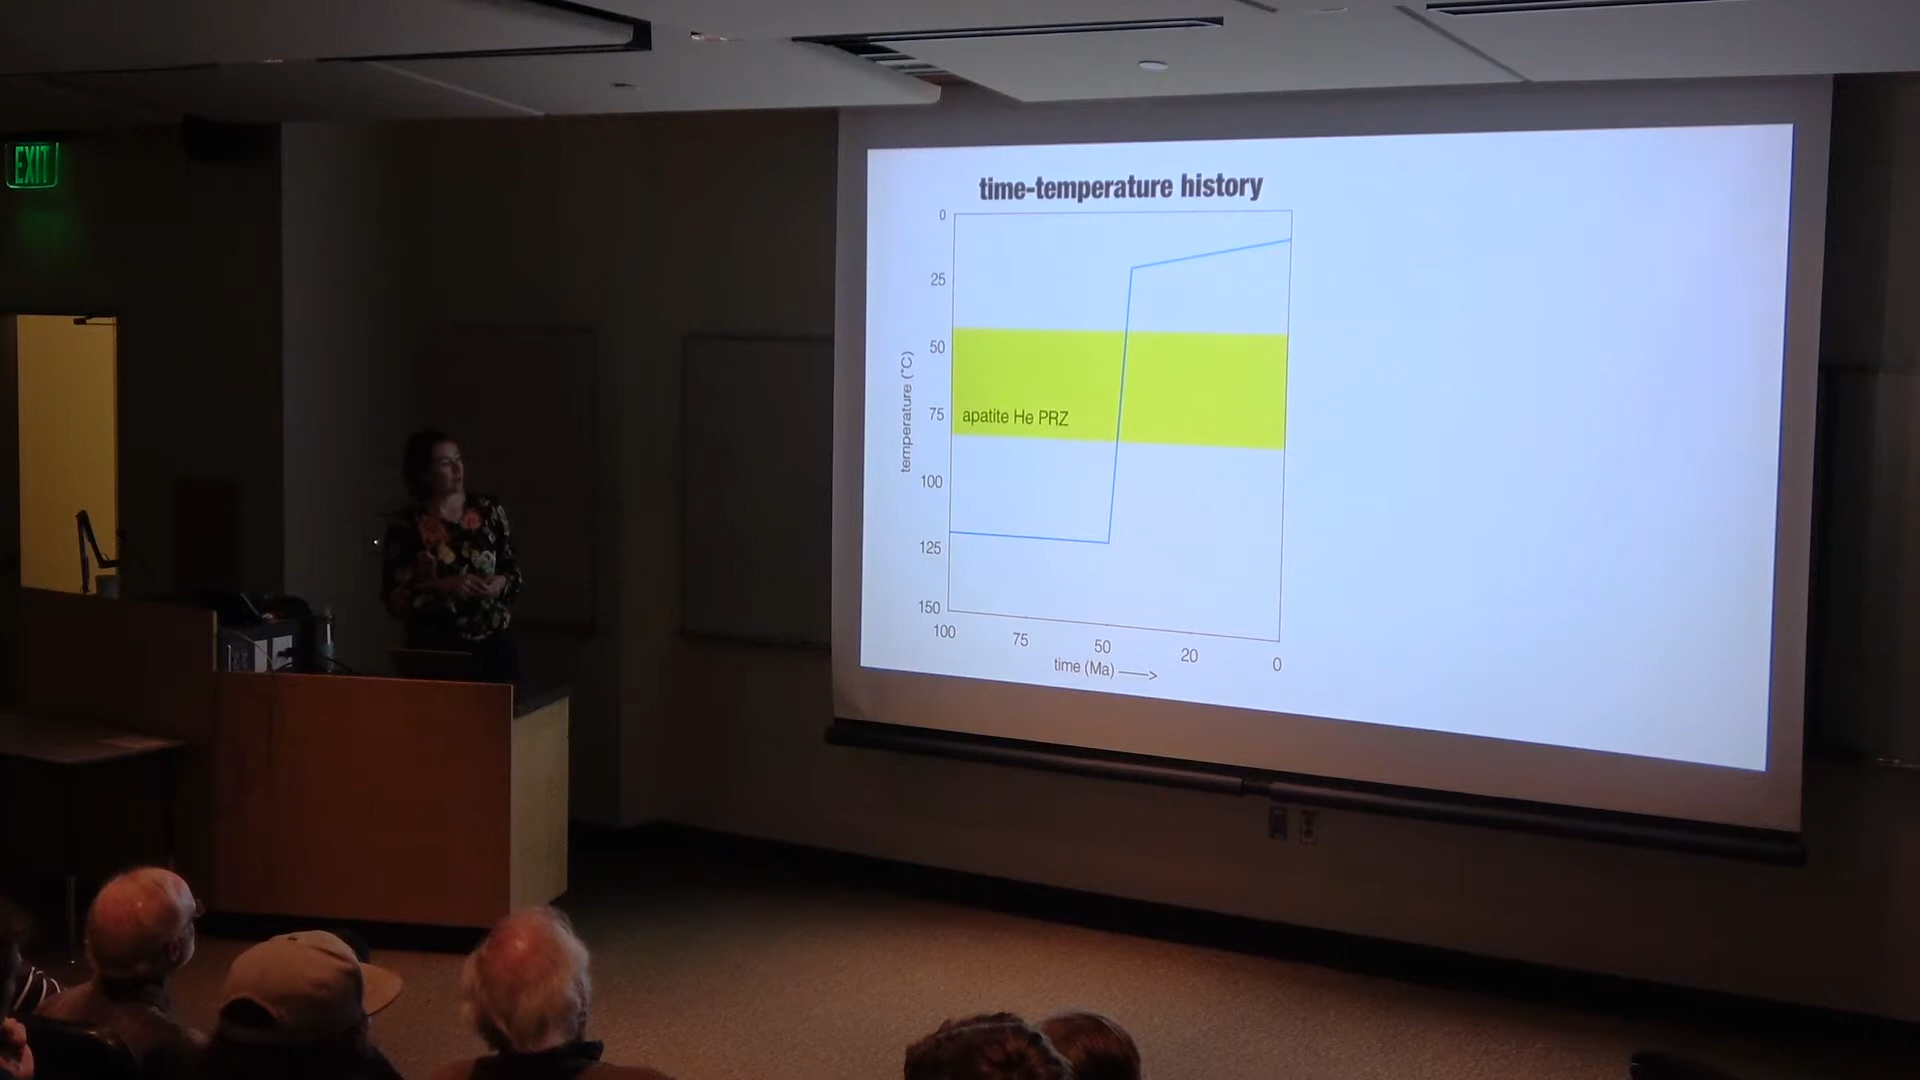 EXIT
time-temperature history
0
25
50
75
100
125
150
temperature (°C)
apatite He PRZ
100
75
50
20
0
time (Ma)